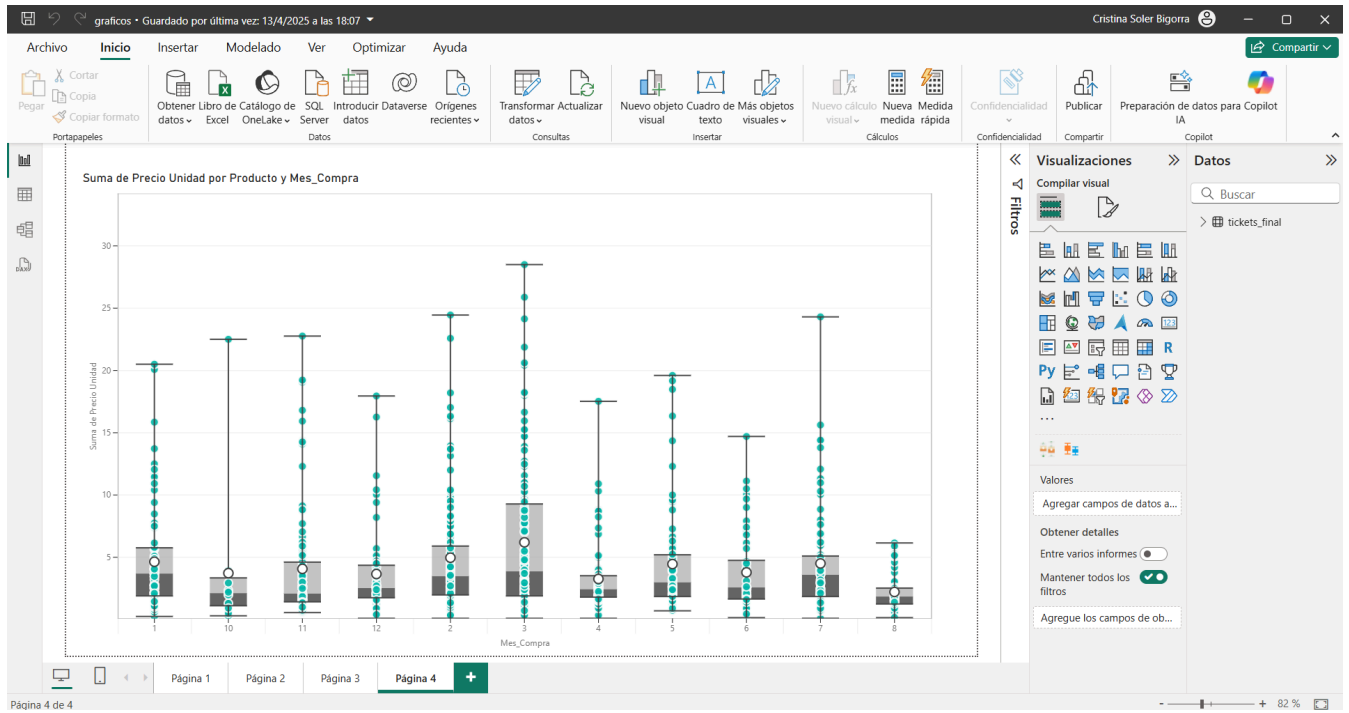 graficos • Guardado por última vez: 13/4/2025 a las 18:07
Cristina Soler Bigorra
Archivo Inicio Insertar Modelado Ver Optimizar Ayuda
Compartir
Pegar
Cortar
Copia
Copiar formato
Portapapeles
Obtener datos
Libro de Excel
Catálogo de OneLake
SQL Server
Introducir datos
Dataverse
Orígenes recientes
Datos
Transformar datos
Actualizar
Consultas
Nuevo objeto visual
Cuadro de texto
Más objetos visuales
Insertar
Nuevo cálculo visual
Nueva medida
Medida rápida
Cálculos
Confidencialidad
Confidencialidad
Publicar
Compartir
Preparación de datos para IA
Copilot
Copilot
Suma de Precio Unidad por Producto y Mes_Compra
Suma de Precio Unidad
30
25
20
15
10
5
1 10 11 12 2 3 4 5 6 7 8
Mes_Compra
Filtros
Visualizaciones
Compilar visual
123
R
Py
123
...
Valores
Agregar campos de datos a...
Obtener detalles
Entre varios informes
Mantener todos los
filtros
Agregue los campos de ob...
Datos
Buscar
tickets_final
DAX
Página 1 Página 2 Página 3 Página 4 +
Página 4 de 4
- + 82 %